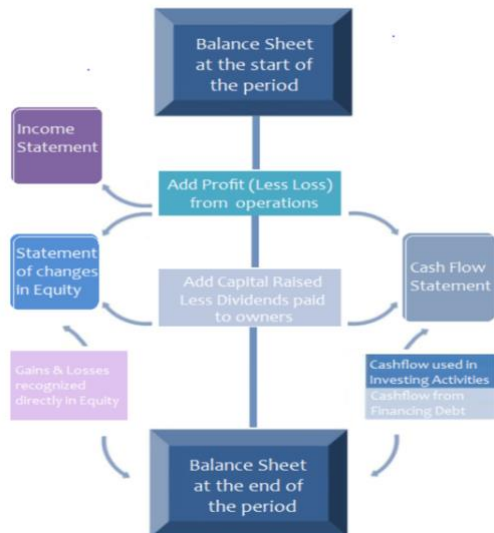 Balance Sheet
at the start of
the period
Income
Statement
Add Profit (Less Loss)
from operations
Statement
of changes
in Equity
Add Capital Raised
Less Dividends paid
to owners
Cash Flow
Statement
Gains & Losses
recognized
directly in Equity
Cashflow used in
Investing Activities
Cashflow from
Financing Debt
Balance Sheet
at the end of
the period